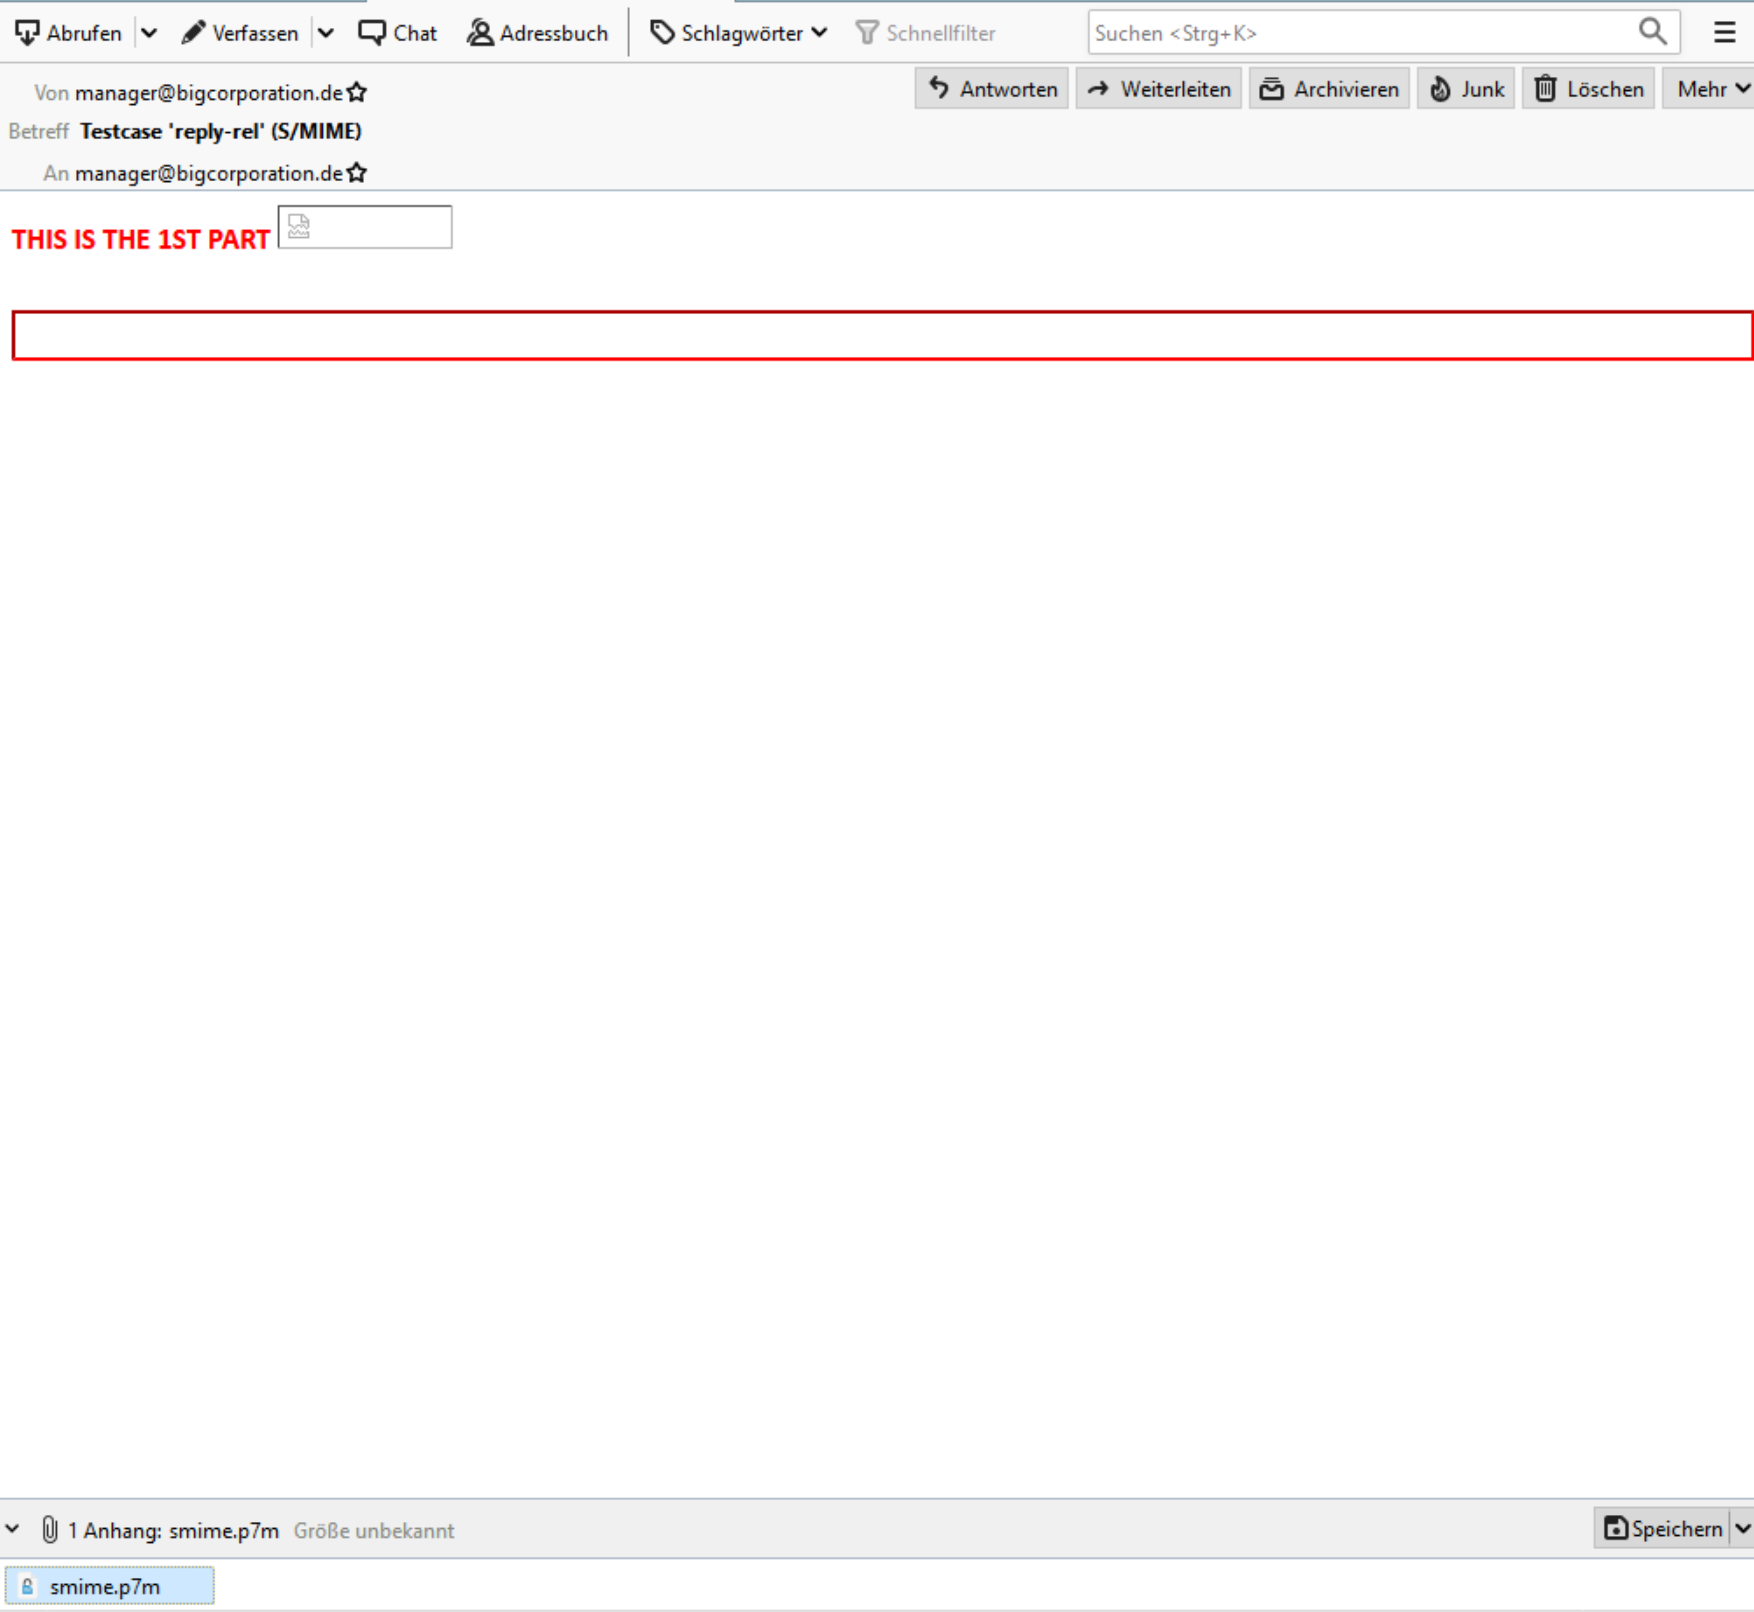 Abrufen Verfassen Chat Adressbuch Schlagwörter Schnellfilter Suchen <Strg+K>
Von manager@bigcorporation.de Antworten Weiterleiten Archivieren Junk Löschen Mehr
Betreff Testcase 'reply-rel' (S/MIME)
An manager@bigcorporation.de
THIS IS THE 1ST PART
1 Anhang: smime.p7m Größe unbekannt Speichern
smime.p7m